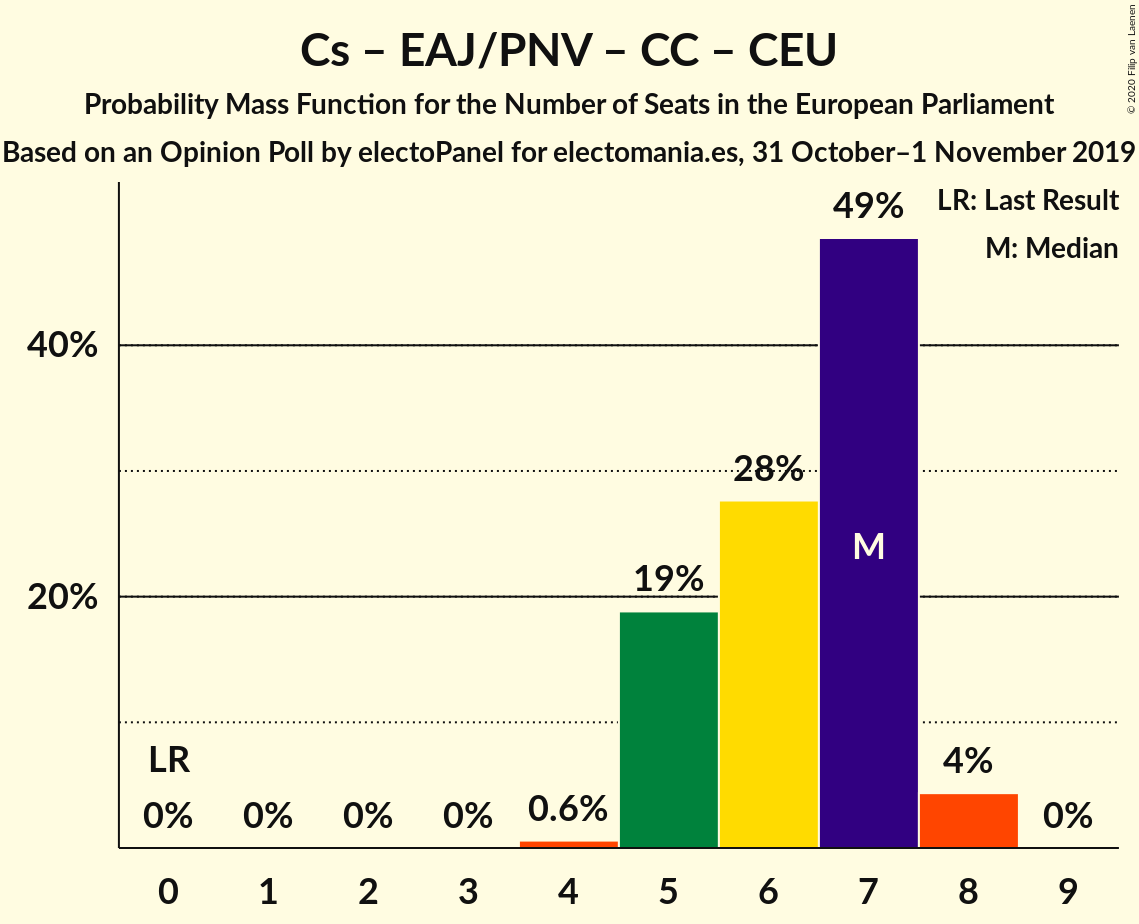 Cs – EAJ/PNV – CC – CEU
Probability Mass Function for the Number of Seats in the European Parliament
Based on an Opinion Poll by electoPanel for electomania.es, 31 October–1 November 2019
© 2020 Filip van Laenen
LR: Last Result
M: Median
49%
40%
28%
M
19%
20%
LR
0% 0% 0% 0% 0.6% 4% 0%
0 1 2 3 4 5 6 7 8 9